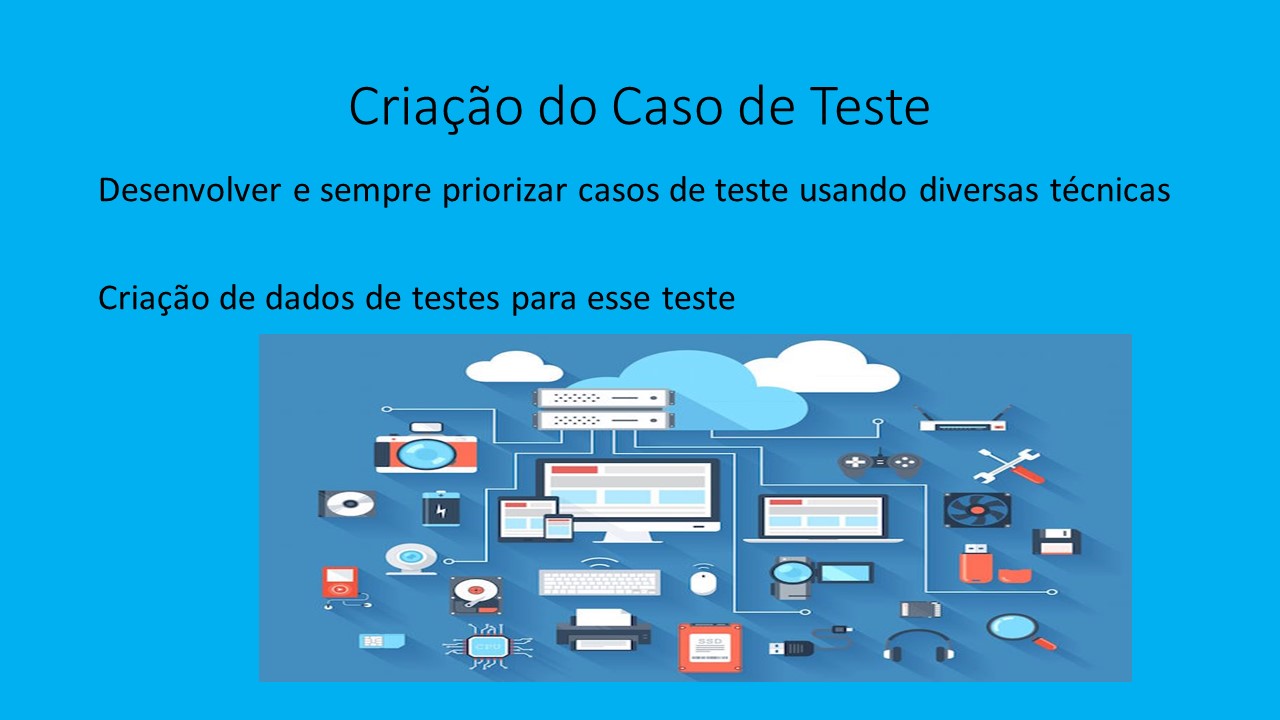 Criação do Caso de Teste
Desenvolver e sempre priorizar casos de teste usando diversas técnicas
Criação de dados de testes para esse teste
CPU
SSD